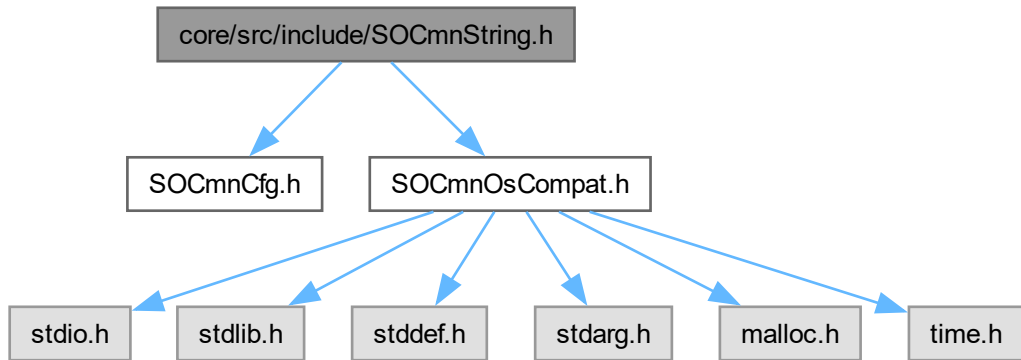 core/src/include/SOCmnString.h
SOCmnCfg.h
SOCmnOsCompat.h
stdio.h
stdlib.h
stddef.h
stdarg.h
malloc.h
time.h